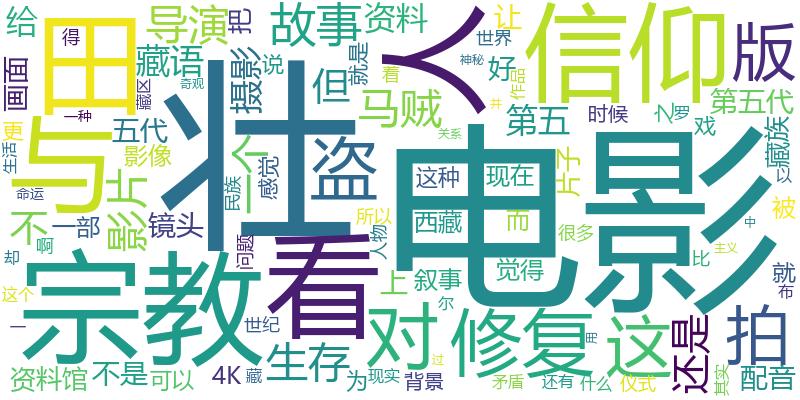 给 田 导演 把 故事 资料 让 信仰 版
得 世界
画面 藏语 摄影 说 就是 神秘 好 作品
藏区 奇观 但 着 人 井
更 一种 与 壮 马贼 第五 时候 之 罗 第五代
生活 五代 影像 一个 盗 电影 戏 藏族
命运 片 民族 感觉 关系 这种 现在 片子 以
不 影片 一部 镜头 所以 西藏 而 很多 被
却 啊 问题 看 人物 叙事 觉得 中 比 就
这个 宗教 世纪 上 尔 主义 布
一 对 修复 用 这 还是 拍
资料馆 不是 可以 4K 藏 生存 为 现实 背景 过 矛盾 还有 什么 仪式 其实 配音